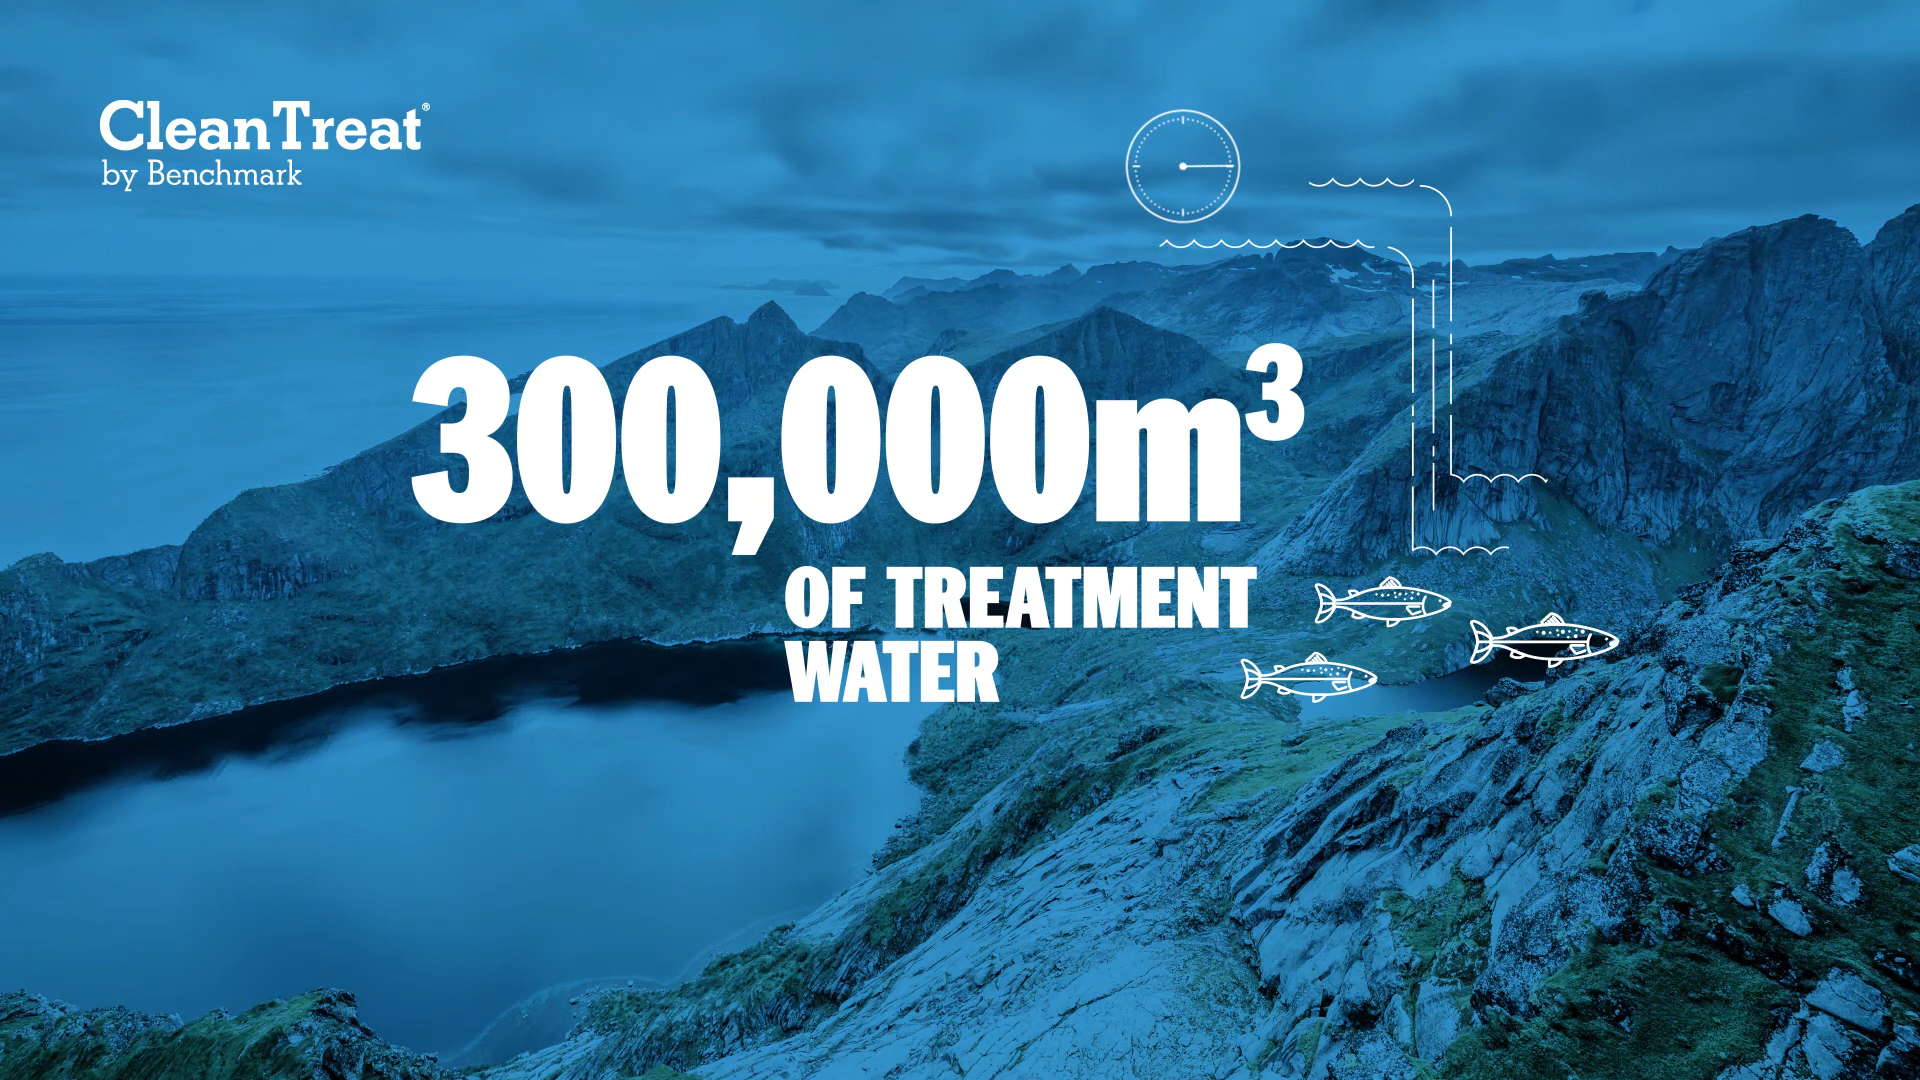 CleanTreat®
by Benchmark
300,000m³
OF TREATMENT
WATER